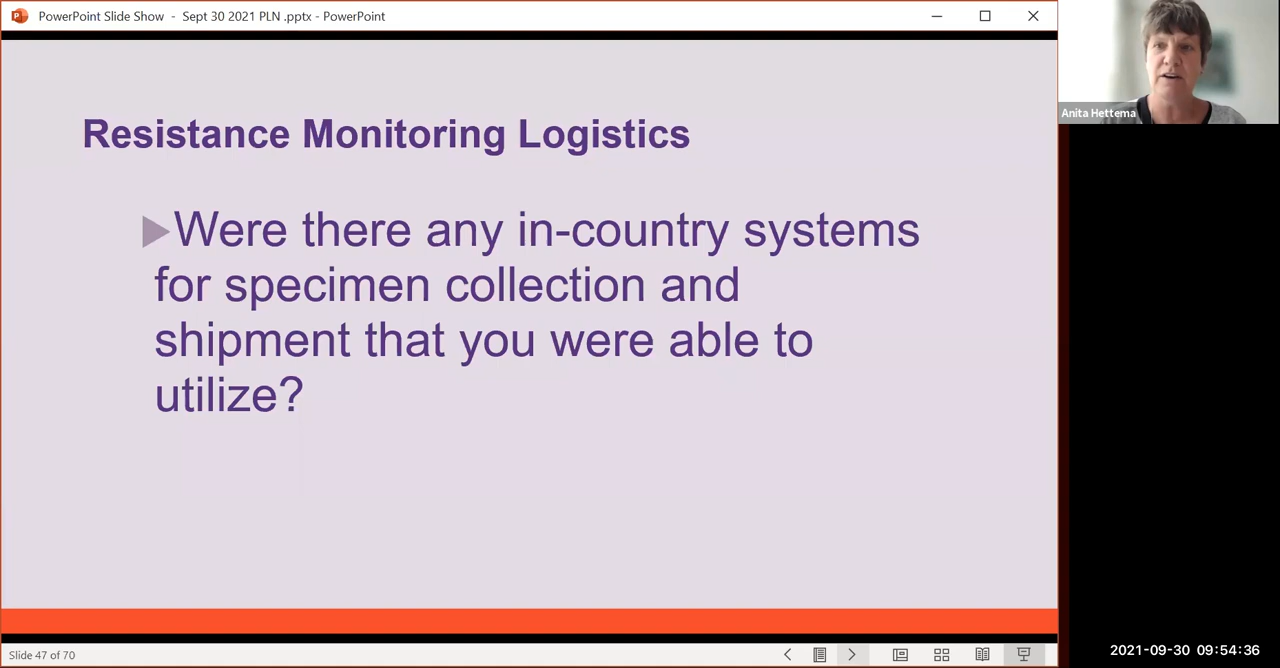 PowerPoint Slide Show - Sept 30 2021 PLN .pptx - PowerPoint
Anita Hettema
Resistance Monitoring Logistics
Were there any in-country systems
for specimen collection and
shipment that you were able to
utilize?
Slide 47 of 70
2021-09-30 09:54:36